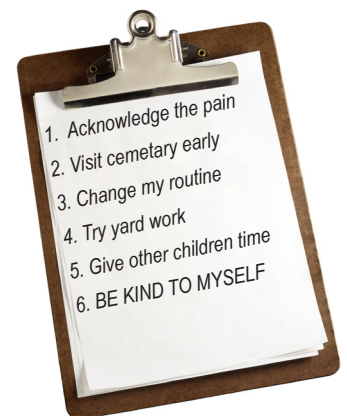 1. Acknowledge the pain
2. Visit cemetary early
3. Change my routine
4. Try yard work
5. Give other children time
6. BE KIND TO MYSELF